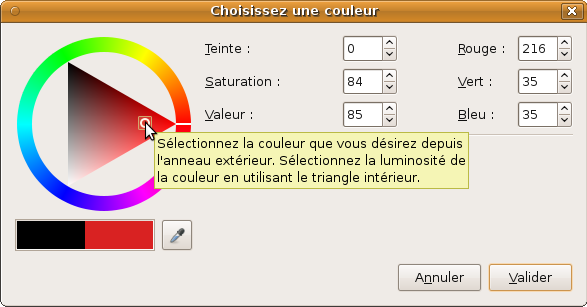 Choisissez une couleur
Teinte : 0 Rouge : 216
Saturation : 84 Vert : 35
Valeur : 85 Bleu : 35
Sélectionnez la couleur que vous désirez depuis
l'anneau extérieur. Sélectionnez la luminosité de
la couleur en utilisant le triangle intérieur.
Annuler Valider